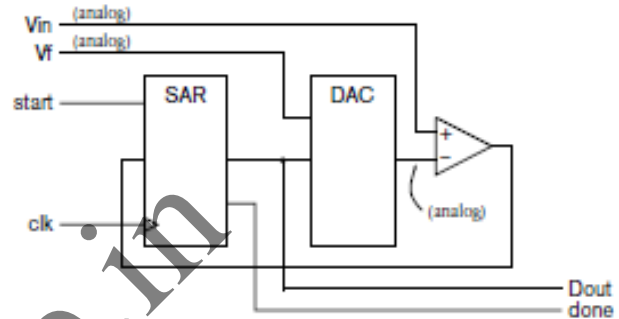 Vin (analog)
Vf (analog)
start
SAR
DAC
+
−
clk
(analog)
Dout
done